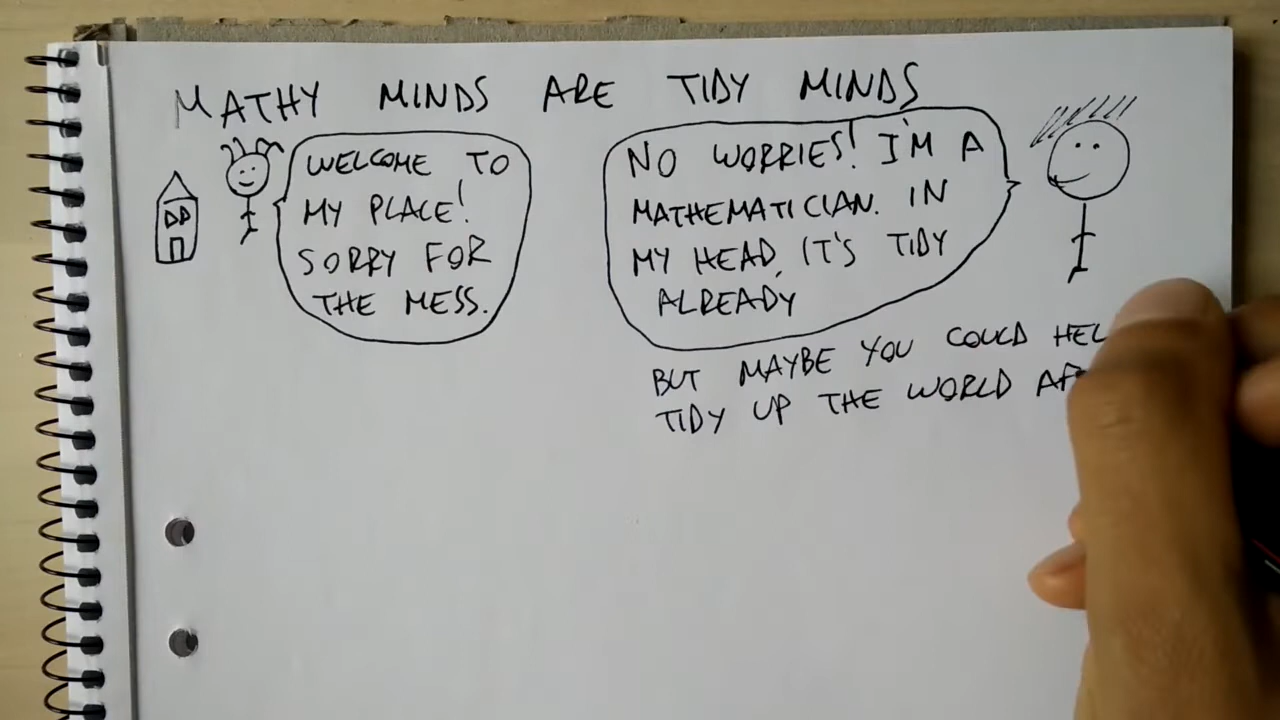 MATHY MINDS ARE TIDY MINDS
WELCOME TO
MY PLACE!
SORRY FOR
THE MESS.
NO WORRIES! I'M A
MATHEMATICIAN. IN
MY HEAD, IT'S TIDY
ALREADY
BUT MAYBE YOU COULD
TIDY UP THE WORLD